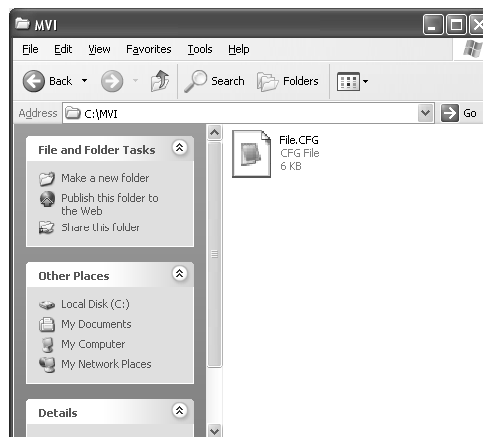 MVI
File Edit View Favorites Tools Help
Back Search Folders
Address C:\MVI Go
File and Folder Tasks
Make a new folder
Publish this folder to
the Web
Share this folder
Other Places
Local Disk (C:)
My Documents
My Computer
My Network Places
Details
File.CFG
CFG File
6 KB